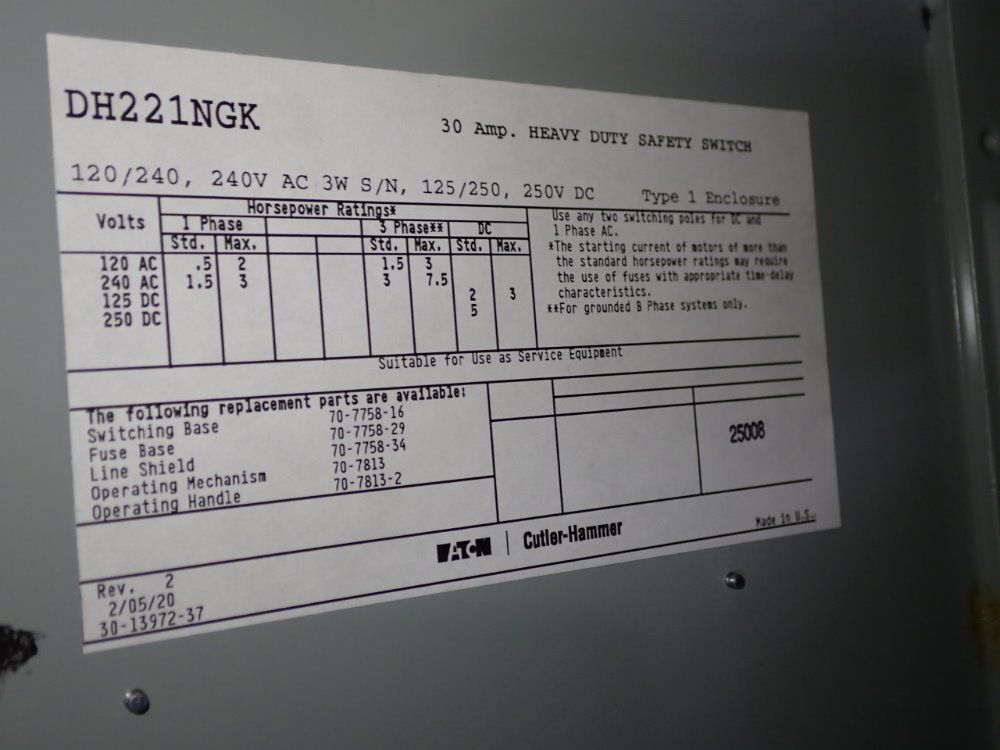 DH221NGK
30 Amp. HEAVY DUTY SAFETY SWITCH
120/240, 240V AC 3W S/N, 125/250, 250V DC
Type 1 Enclosure
Volts
Horsepower Ratings*
1 Phase 3 Phase** DC
Std. Max. Std. Max. Std. Max.
120 AC .5 2 1.5 3
240 AC 1.5 3 3 7.5
125 DC 2 3
250 DC 5
Use any two switching poles for DC and
1 Phase AC.
*The starting current of motors of more than
the standard horsepower ratings may require
the use of fuses with appropriate time-delay
characteristics.
**For grounded B Phase systems only.
Suitable for Use as Service Equipment
The following replacement parts are available:
Switching Base 70-7758-16
Fuse Base 70-7758-29
Line Shield 70-7758-34
Operating Mechanism 70-7813
Operating Handle 70-7813-2
25008
EATON | Cutler-Hammer
Made in U.S.
Rev. 2
2/05/20
30-13972-37